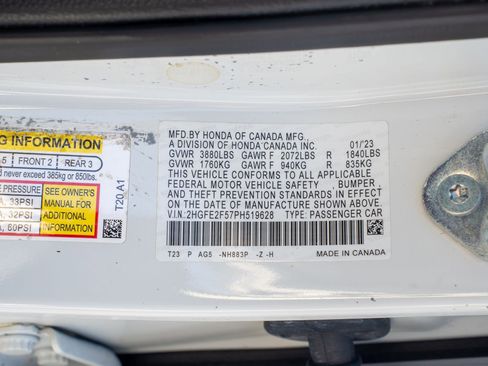 G INFORMATION
5 FRONT 2 REAR 3
d never exceed 385kg or 850lbs.
E PRESSURE
SEE OWNER'S
MANUAL FOR
ADDITIONAL
INFORMATION
A, 33PSI
A, 32PSI
A, 60PSI
T20 A1
MFD.BY HONDA OF CANADA MFG.,
A DIVISION OF HONDA CANADA INC. 01/23
GVWR 3880LBS GAWR F 2072LBS R 1840LBS
GVWR 1760KG GAWR F 940KG R 835KG
THIS VEHICLE CONFORMS TO ALL APPLICABLE
FEDERAL MOTOR VEHICLE SAFETY, BUMPER
AND THEFT PREVENTION STANDARDS IN EFFECT
ON THE DATE OF MANUFACTURE SHOWN ABOVE.
V.I.N: 2HGFE2F57PH519628 TYPE: PASSENGER CAR
T23 P AG5 -NH883P -Z -H
MADE IN CANADA